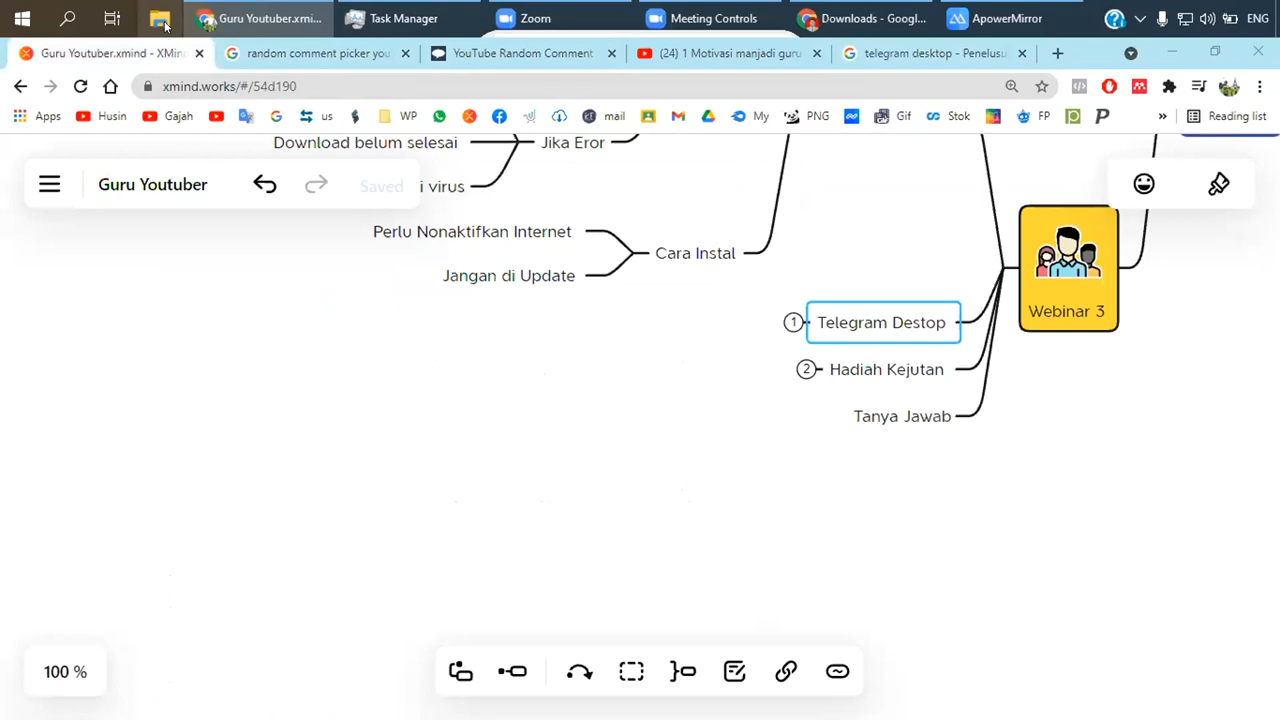 Guru Youtuber.xmi...
Task Manager
Zoom
Meeting Controls
Downloads - Googl...
ApowerMirror
ENG
Guru Youtuber.xmind - XMin
random comment picker you
YouTube Random Comment
(24) 1 Motivasi menjadi guru
telegram desktop - Penelusu
xmind.works/#/54d190
Apps
Husin
Gajah
us
WP
mail
My
PNG
Gif
Stok
FP
Reading list
Download belum selesai
Jika Eror
Guru Youtuber
Saved
i virus
Perlu Nonaktifkan Internet
Cara Instal
Jangan di Update
Webinar 3
1
Telegram Destop
2
Hadiah Kejutan
Tanya Jawab
100 %